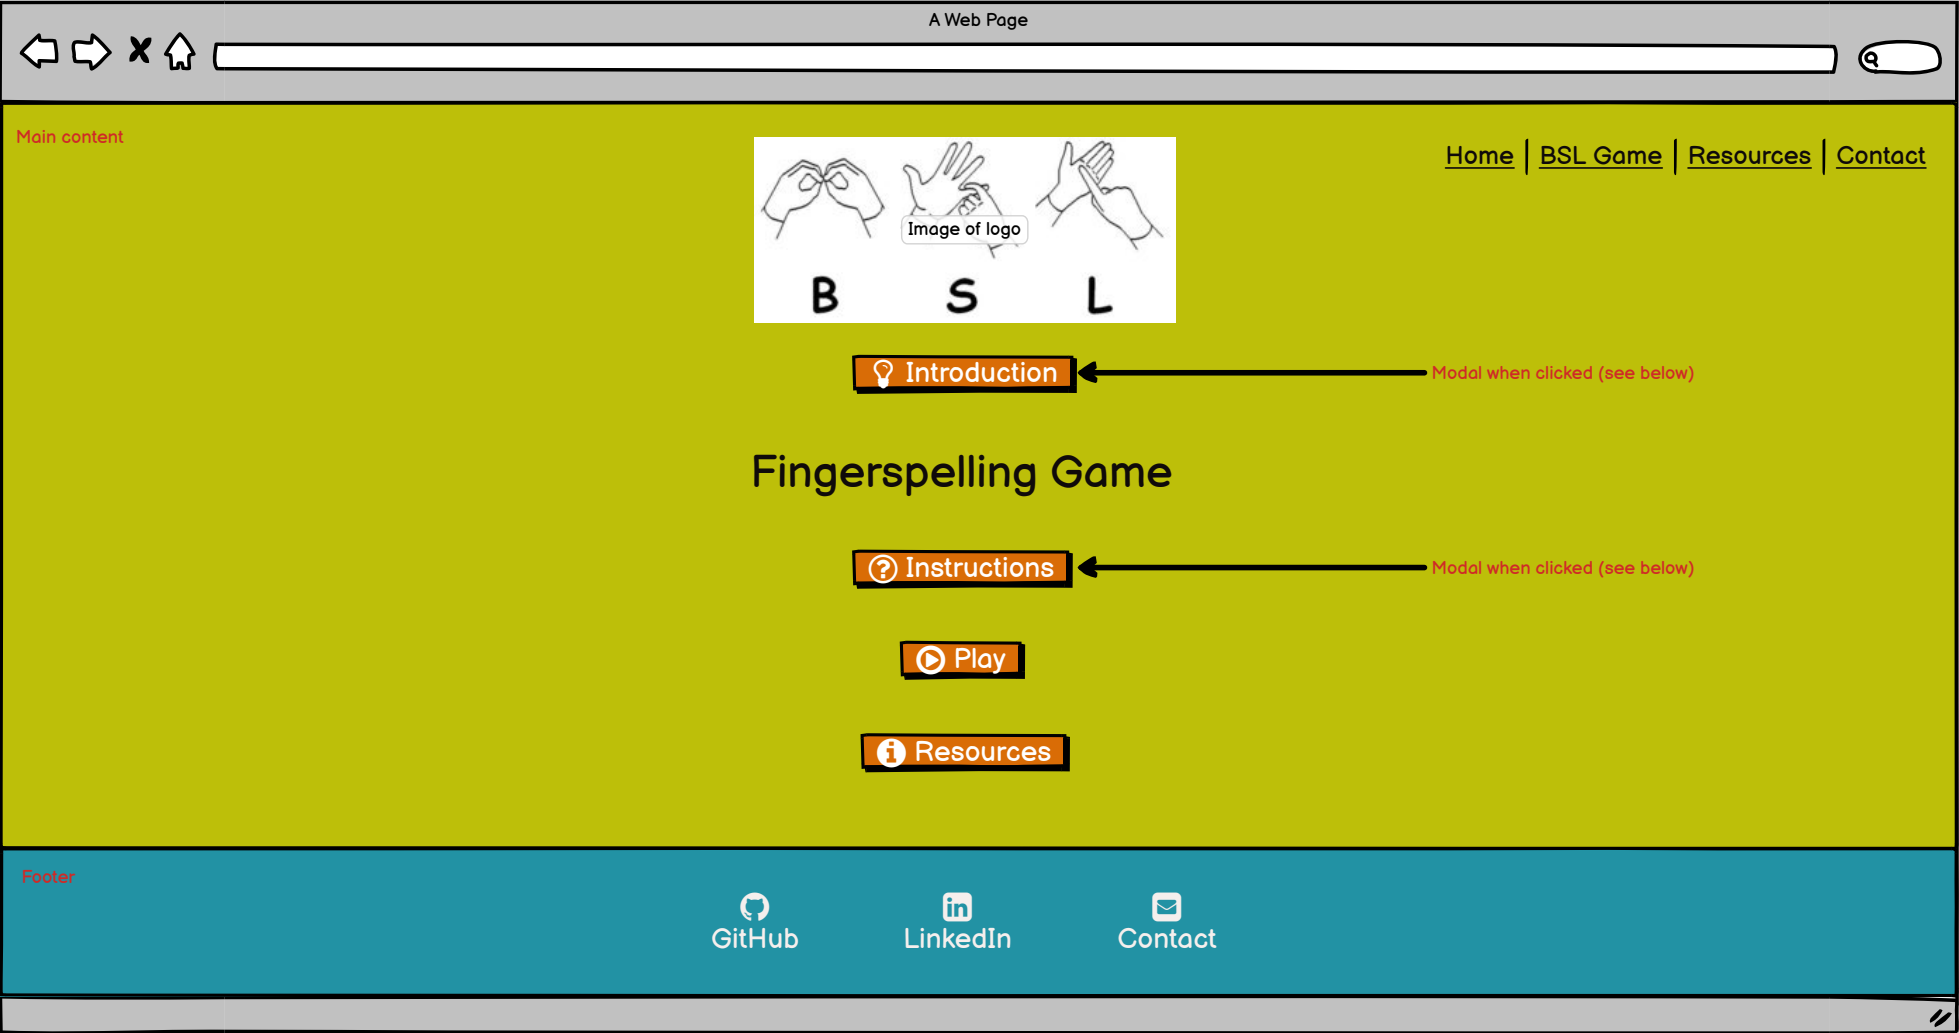 A Web Page
Main content
Home | BSL Game | Resources | Contact
Image of logo
B S L
Introduction
Modal when clicked (see below)
Fingerspelling Game
Instructions
Modal when clicked (see below)
Play
Resources
Footer
GitHub
LinkedIn
Contact